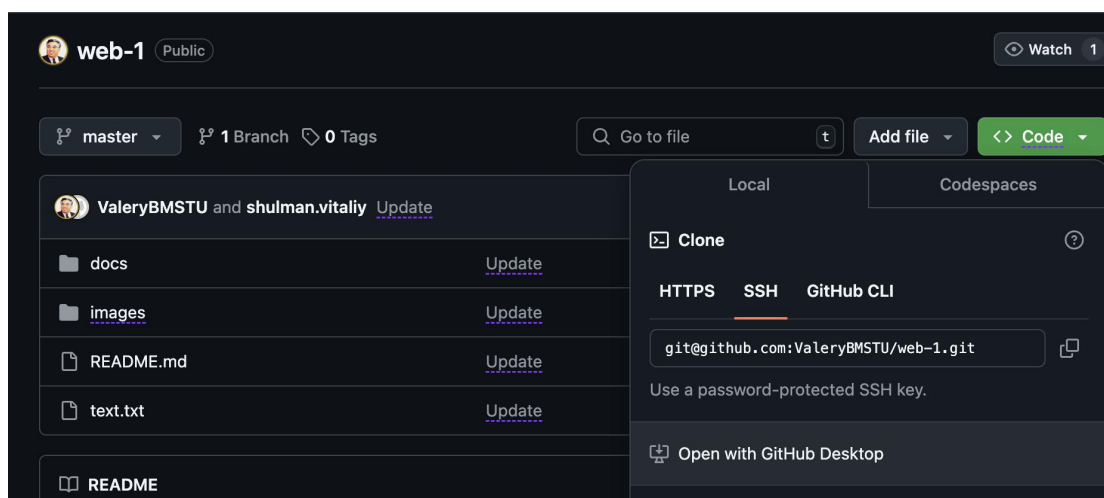 web-1 Public
Watch 1
master 1 Branch 0 Tags
Go to file t
Add file
Code
ValeryBMSTU and shulman.vitaliy Update
docs Update
images Update
README.md Update
text.txt Update
README
Local Codespaces
Clone
HTTPS SSH GitHub CLI
git@github.com:ValeryBMSTU/web-1.git
Use a password-protected SSH key.
Open with GitHub Desktop